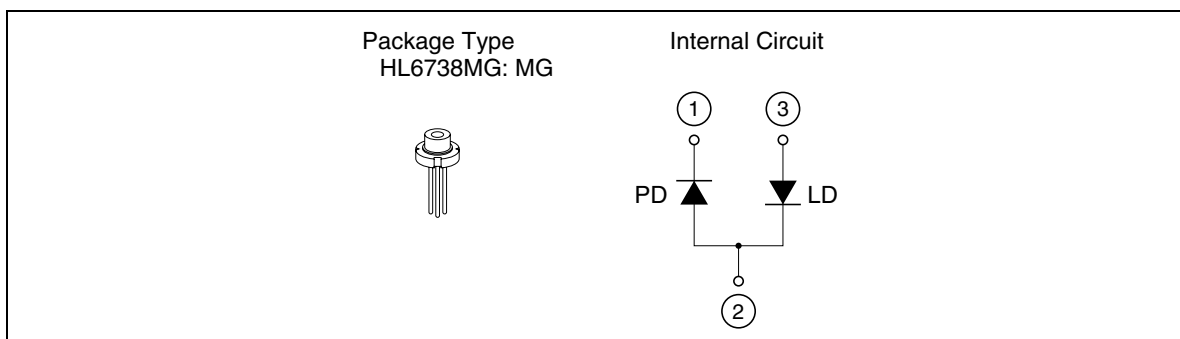 Package Type
HL6738MG: MG
Internal Circuit
1
3
PD
LD
2